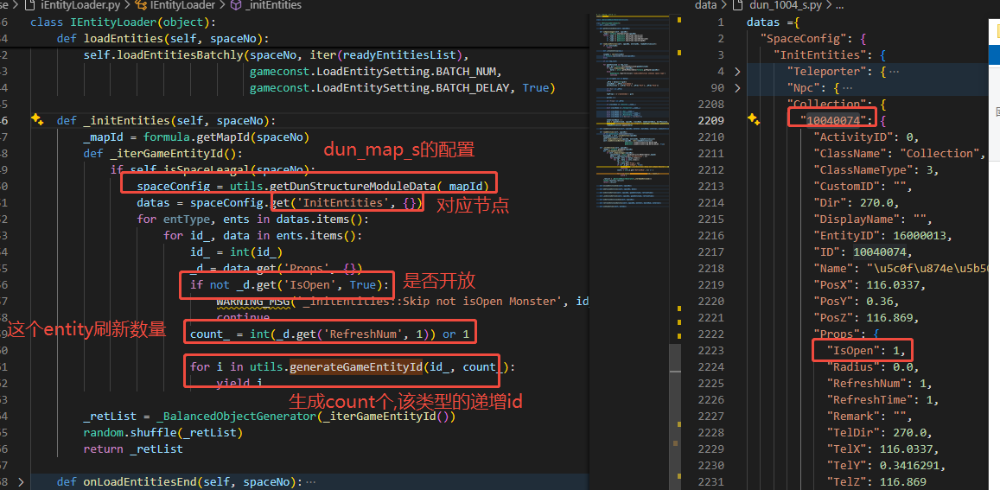 se > iEntityLoader.py > IEntityLoader > _initEntities
class IEntityLoader(object):
def loadEntities(self, spaceNo):
self.loadEntitiesBatchly(spaceNo, iter(readyEntitiesList),
gameconst.LoadEntitySetting.BATCH_NUM,
gameconst.LoadEntitySetting.BATCH_DELAY, True)
def _initEntities(self, spaceNo):
_mapId = formula.getMapId(spaceNo)
def _iterGameEntityId():
dun_map_s的配置
if self.isSpaceLeagal(spaceNo):
spaceConfig = utils.getDunStructureModuleData(_mapId)
datas = spaceConfig.get('InitEntities', {})
对应节点
for entType, ents in datas.items():
for id_, data in ents.items():
id_ = int(id_)
_d = data.get('Props', {})
if not _d.get('IsOpen', True):
是否开放
WARNING_MSG('_initEntities::Skip not isOpen Monster', id
continue
这个entity刷新数量
count_ = int(_d.get('RefreshNum', 1)) or 1
for i in utils.generateGameEntityId(id_, count_):
yield i
生成count个,该类型的递增id
_retList = _BalancedObjectGenerator(_iterGameEntityId())
random.shuffle(_retList)
return _retList
def onLoadEntitiesEnd(self, spaceNo): ···
data > dun_1004_s.py > ...
1 datas ={
2 "SpaceConfig": {
3 "InitEntities": {
4 > "Teleporter": { ···
90 > "Npc": { ···
2208 "Collection": {
2209 "10040074": {
2210 "ActivityID": 0,
2211 "ClassName": "Collection",
2212 "ClassNameType": 3,
2213 "CustomID": "",
2214 "Dir": 270.0,
2215 "DisplayName": "",
2216 "EntityID": 16000013,
2217 "ID": 10040074,
2218 "Name": "\u5c0f\u874e\u5b50
2219 "PosX": 116.0337,
2220 "PosY": 0.36,
2221 "PosZ": 116.869,
2222 "Props": {
2223 "IsOpen": 1,
2224 "Radius": 0.0,
2225 "RefreshNum": 1,
2226 "RefreshTime": 1,
2227 "Remark": "",
2228 "TelDir": 270.0,
2229 "TelX": 116.0337,
2230 "TelY": 0.3416291,
2231 "TelZ": 116.869